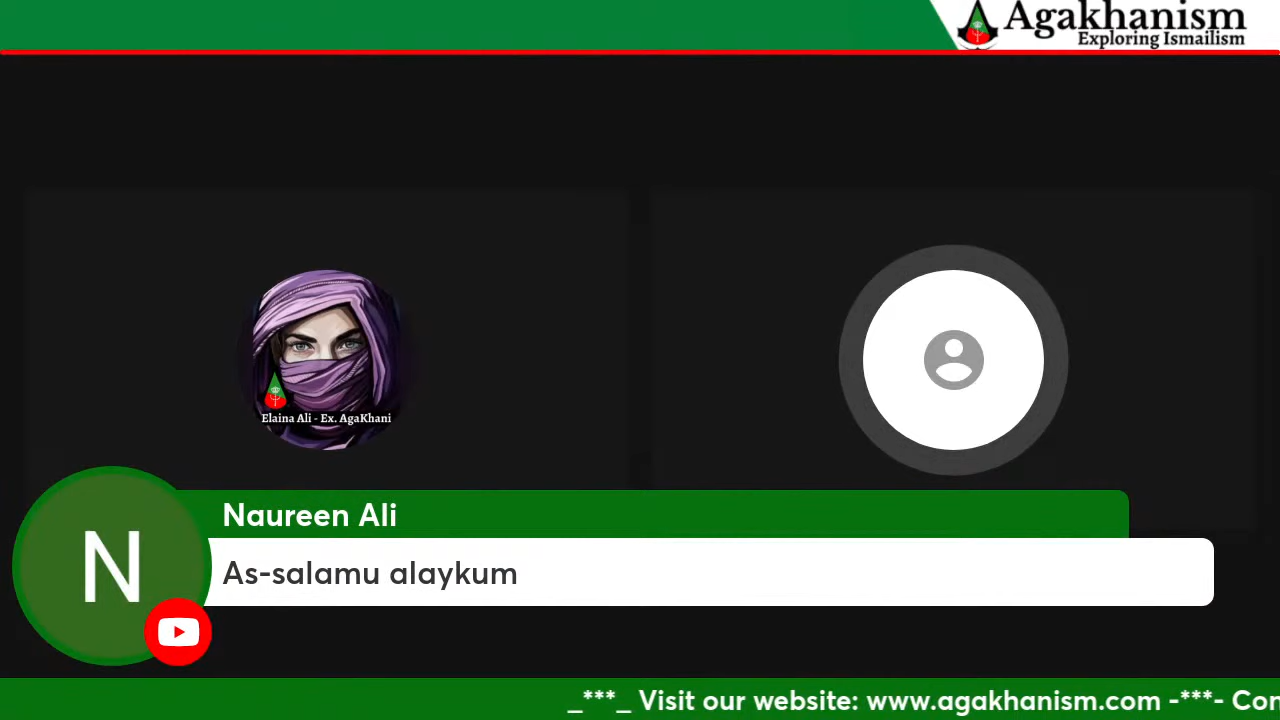 Agakhanism
Exploring Ismailism
Elaina Ali - Ex. AgaKhani
N
Naureen Ali
As-salamu alaykum
_***_ Visit our website: www.agakhanism.com -***- Con